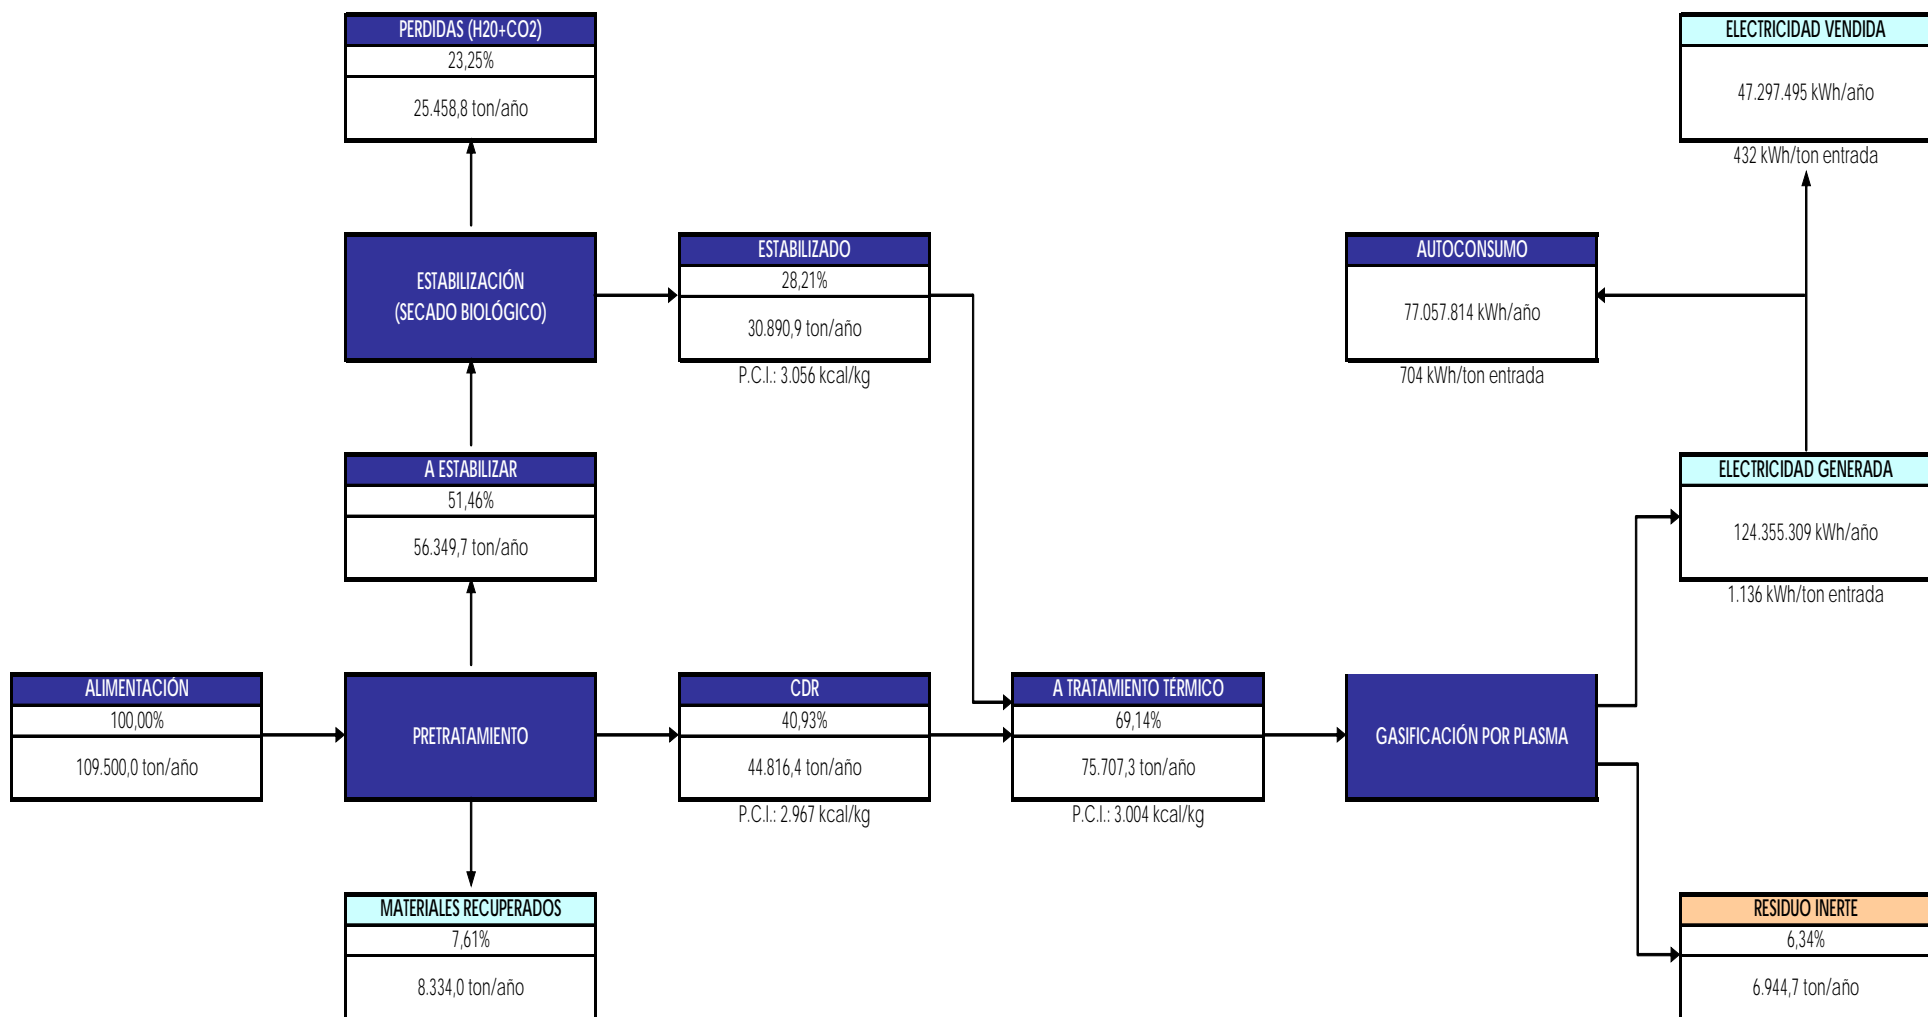 PERDIDAS (H20+CO2)
23,25%
25.458,8 ton/año
ELECTRICIDAD VENDIDA
47.297.495 kWh/año
432 kWh/ton entrada
ESTABILIZACIÓN
(SECADO BIOLÓGICO)
ESTABILIZADO
28,21%
30.890,9 ton/año
P.C.I.: 3.056 kcal/kg
AUTOCONSUMO
77.057.814 kWh/año
704 kWh/ton entrada
A ESTABILIZAR
51,46%
56.349,7 ton/año
ELECTRICIDAD GENERADA
124.355.309 kWh/año
1.136 kWh/ton entrada
ALIMENTACIÓN
100,00%
109.500,0 ton/año
PRETRATAMIENTO
CDR
40,93%
44.816,4 ton/año
P.C.I.: 2.967 kcal/kg
A TRATAMIENTO TÉRMICO
69,14%
75.707,3 ton/año
P.C.I.: 3.004 kcal/kg
GASIFICACIÓN POR PLASMA
MATERIALES RECUPERADOS
7,61%
8.334,0 ton/año
RESIDUO INERTE
6,34%
6.944,7 ton/año